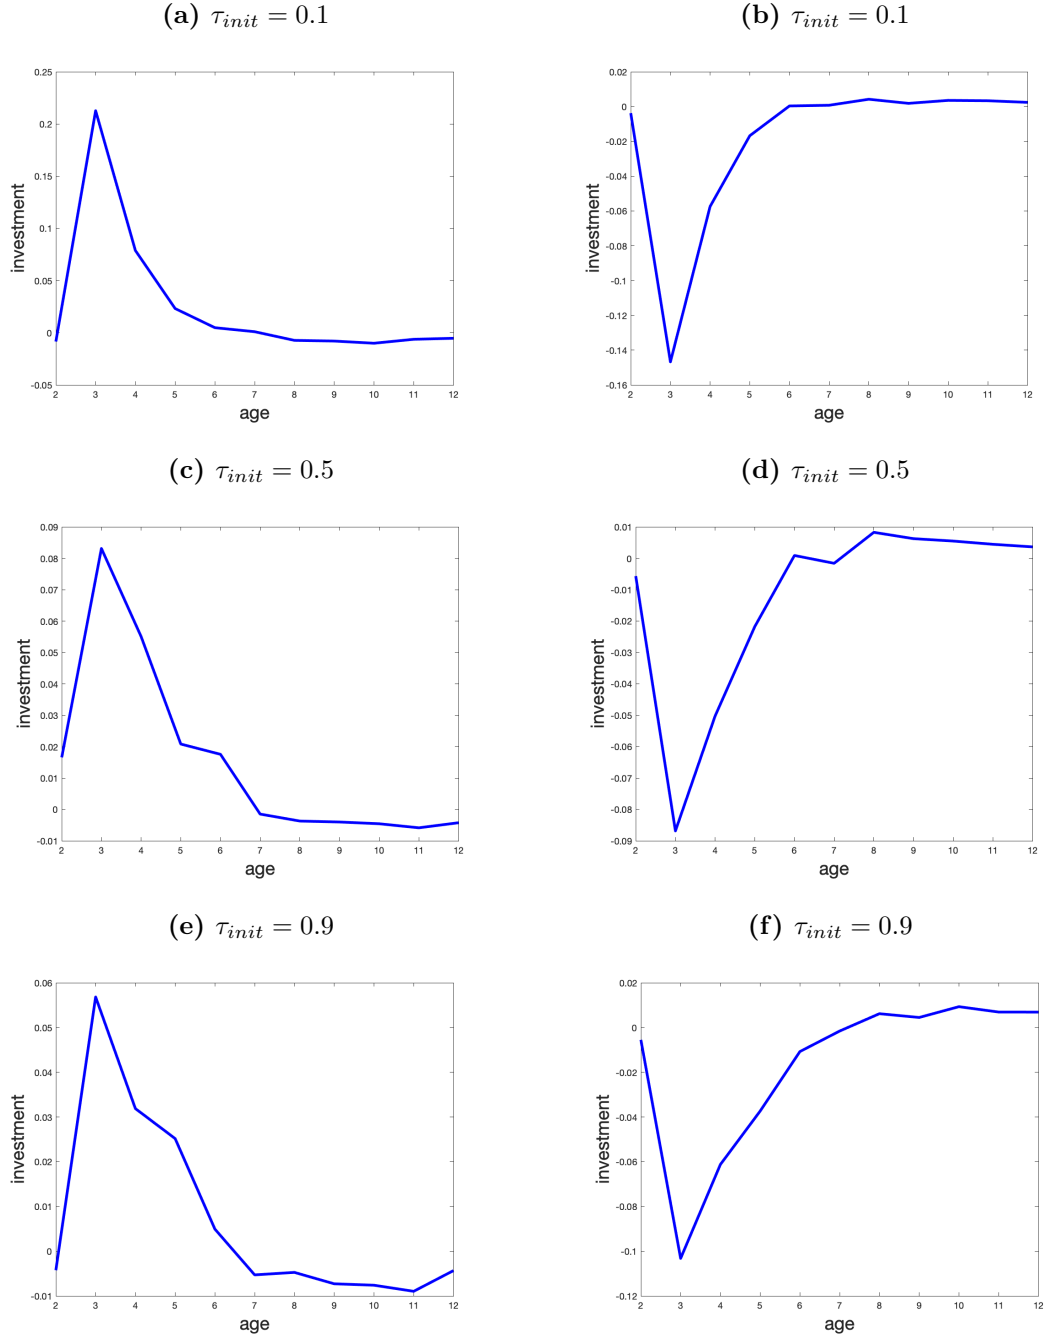 (a) τ_init = 0.1
0.25
0.2
0.15
0.1
0.05
0
-0.05
investment
2 3 4 5 6 7 8 9 10 11 12
age
(b) τ_init = 0.1
0.02
0
-0.02
-0.04
-0.06
-0.08
-0.1
-0.12
-0.14
-0.16
investment
2 3 4 5 6 7 8 9 10 11 12
age
(c) τ_init = 0.5
0.09
0.08
0.07
0.06
0.05
0.04
0.03
0.02
0.01
0
-0.01
investment
2 3 4 5 6 7 8 9 10 11 12
age
(d) τ_init = 0.5
0.01
0
-0.01
-0.02
-0.03
-0.04
-0.05
-0.06
-0.07
-0.08
-0.09
investment
2 3 4 5 6 7 8 9 10 11 12
age
(e) τ_init = 0.9
0.06
0.05
0.04
0.03
0.02
0.01
0
-0.01
investment
2 3 4 5 6 7 8 9 10 11 12
age
(f) τ_init = 0.9
0.02
0
-0.02
-0.04
-0.06
-0.08
-0.1
-0.12
investment
2 3 4 5 6 7 8 9 10 11 12
age